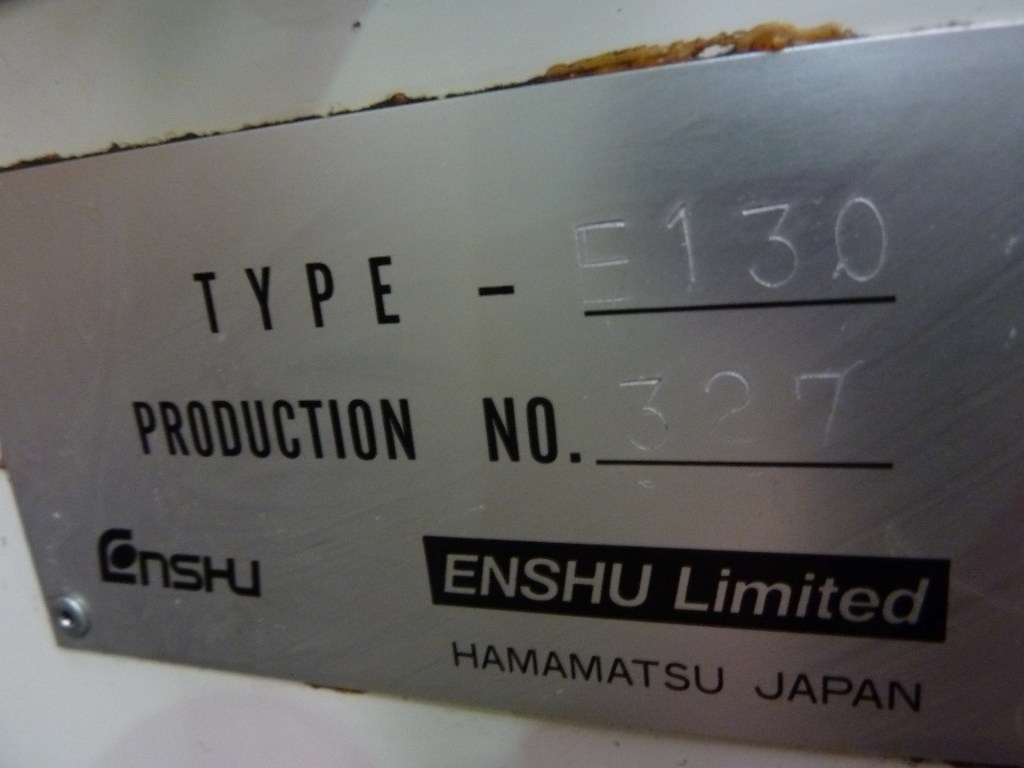 TYPE - E130
PRODUCTION NO. 327
ENSHU
ENSHU Limited
HAMAMATSU JAPAN